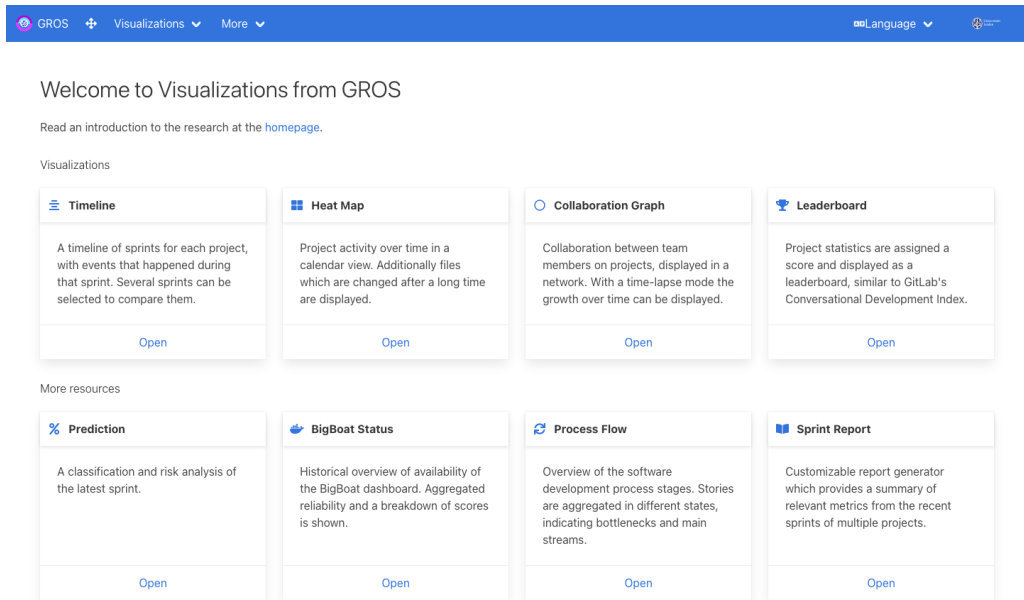 GROS Visualizations More Language
Welcome to Visualizations from GROS
Read an introduction to the research at the homepage.
Visualizations
Timeline
A timeline of sprints for each project,
with events that happened during
that sprint. Several sprints can be
selected to compare them.
Open
Heat Map
Project activity over time in a
calendar view. Additionally files
which are changed after a long time
are displayed.
Open
Collaboration Graph
Collaboration between team
members on projects, displayed in a
network. With a time-lapse mode the
growth over time can be displayed.
Open
Leaderboard
Project statistics are assigned a
score and displayed as a
leaderboard, similar to GitLab's
Conversational Development Index.
Open
More resources
Prediction
A classification and risk analysis of
the latest sprint.
Open
BigBoat Status
Historical overview of availability of
the BigBoat dashboard. Aggregated
reliability and a breakdown of scores
is shown.
Open
Process Flow
Overview of the software
development process stages. Stories
are aggregated in different states,
indicating bottlenecks and main
streams.
Open
Sprint Report
Customizable report generator
which provides a summary of
relevant metrics from the recent
sprints of multiple projects.
Open